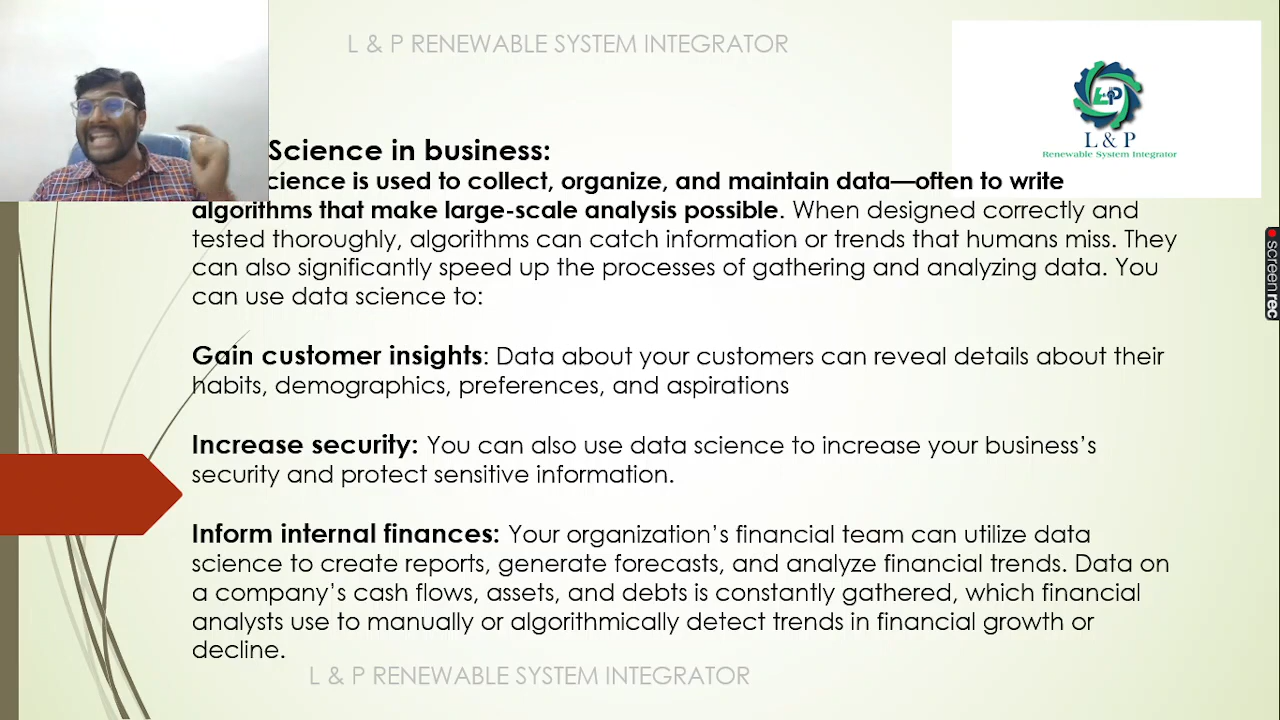 L & P RENEWABLE SYSTEM INTEGRATOR
L&P
L & P
Renewable System Integrator
Science in business:
cience is used to collect, organize, and maintain data—often to write
algorithms that make large-scale analysis possible. When designed correctly and
tested thoroughly, algorithms can catch information or trends that humans miss. They
can also significantly speed up the processes of gathering and analyzing data. You
can use data science to:
Gain customer insights: Data about your customers can reveal details about their
habits, demographics, preferences, and aspirations
Increase security: You can also use data science to increase your business’s
security and protect sensitive information.
Inform internal finances: Your organization’s financial team can utilize data
science to create reports, generate forecasts, and analyze financial trends. Data on
a company’s cash flows, assets, and debts is constantly gathered, which financial
analysts use to manually or algorithmically detect trends in financial growth or
decline.
L & P RENEWABLE SYSTEM INTEGRATOR
screenrec